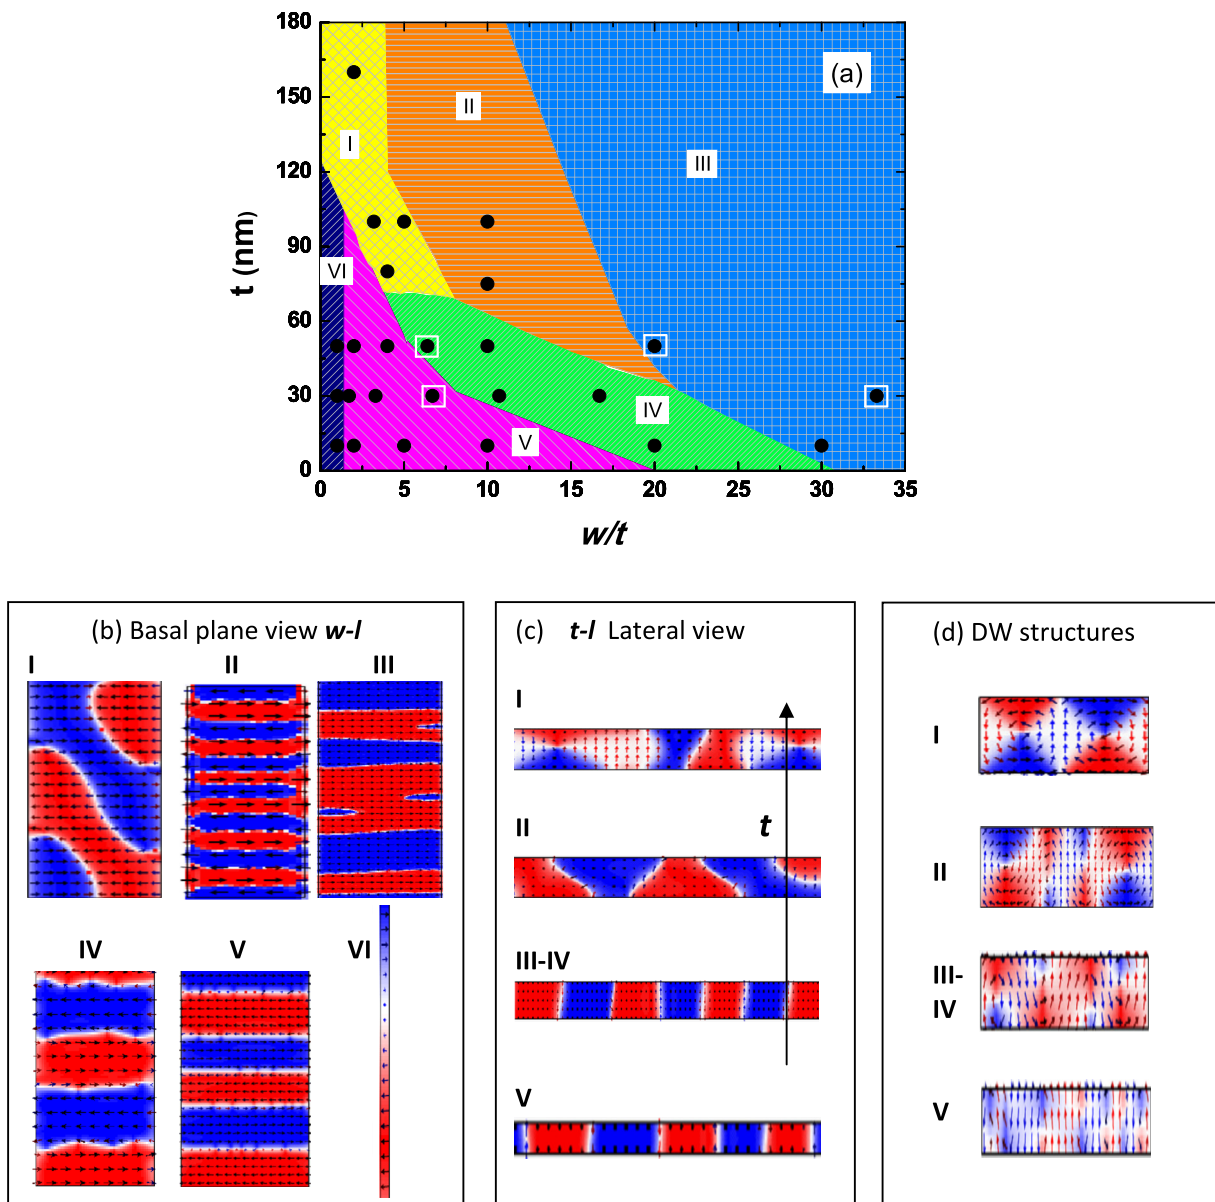 180
150
120
90
60
30
0
t (nm)
(a)
I
II
III
IV
V
VI
0 5 10 15 20 25 30 35
w/t
(b) Basal plane view w-l
I II III
IV V VI
(c) t-l Lateral view
I
II
t
III-IV
V
(d) DW structures
I
II
III-
IV
V